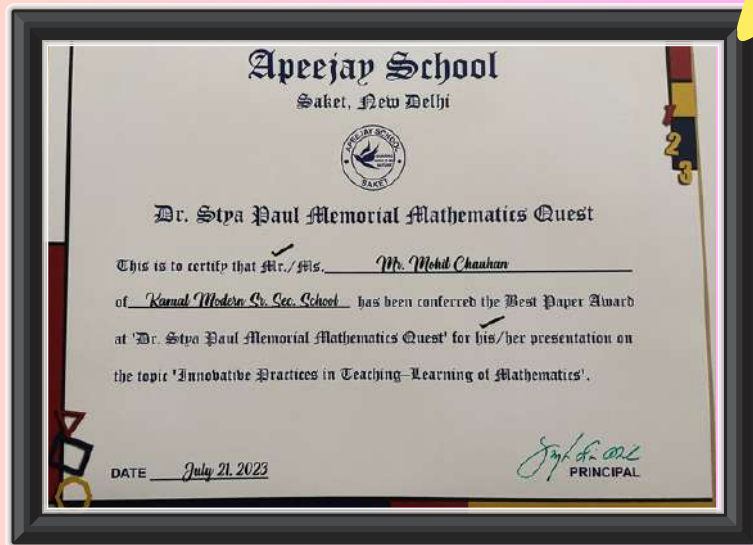 Apeejay School
Saket, New Delhi
APEEJAY SCHOOL
SAKET
1
2
3
Dr. Stya Paul Memorial Mathematics Quest
This is to certify that Mr./Ms. Mr. Mohit Chauhan
of Kamal Modern Sr. Sec. School has been conferred the Best Paper Award
at 'Dr. Stya Paul Memorial Mathematics Quest' for his/her presentation on
the topic 'Innovative Practices in Teaching–Learning of Mathematics'.
DATE July 21, 2023
PRINCIPAL